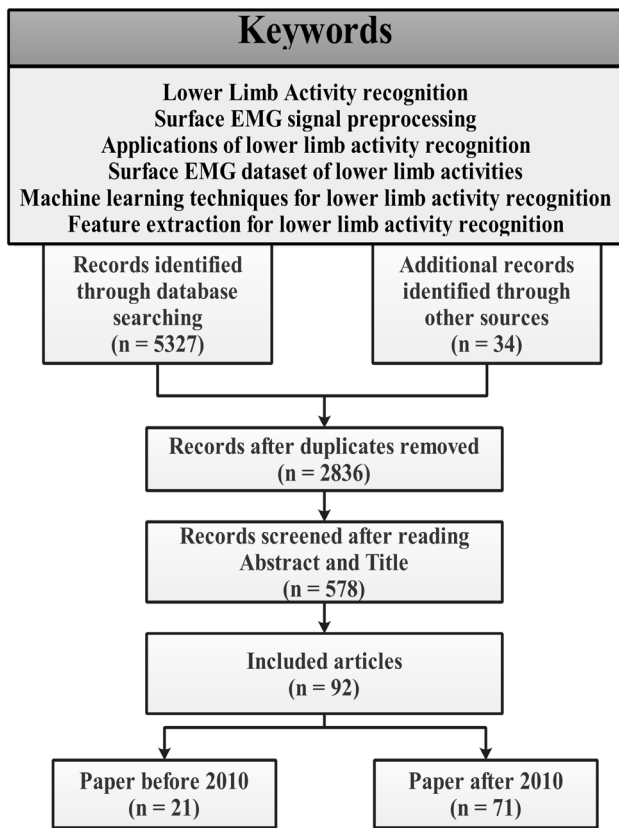 Keywords
Lower Limb Activity recognition
Surface EMG signal preprocessing
Applications of lower limb activity recognition
Surface EMG dataset of lower limb activities
Machine learning techniques for lower limb activity recognition
Feature extraction for lower limb activity recognition
Records identified
through database
searching
(n = 5327)
Additional records
identified through
other sources
(n = 34)
Records after duplicates removed
(n = 2836)
Records screened after reading
Abstract and Title
(n = 578)
Included articles
(n = 92)
Paper before 2010
(n = 21)
Paper after 2010
(n = 71)